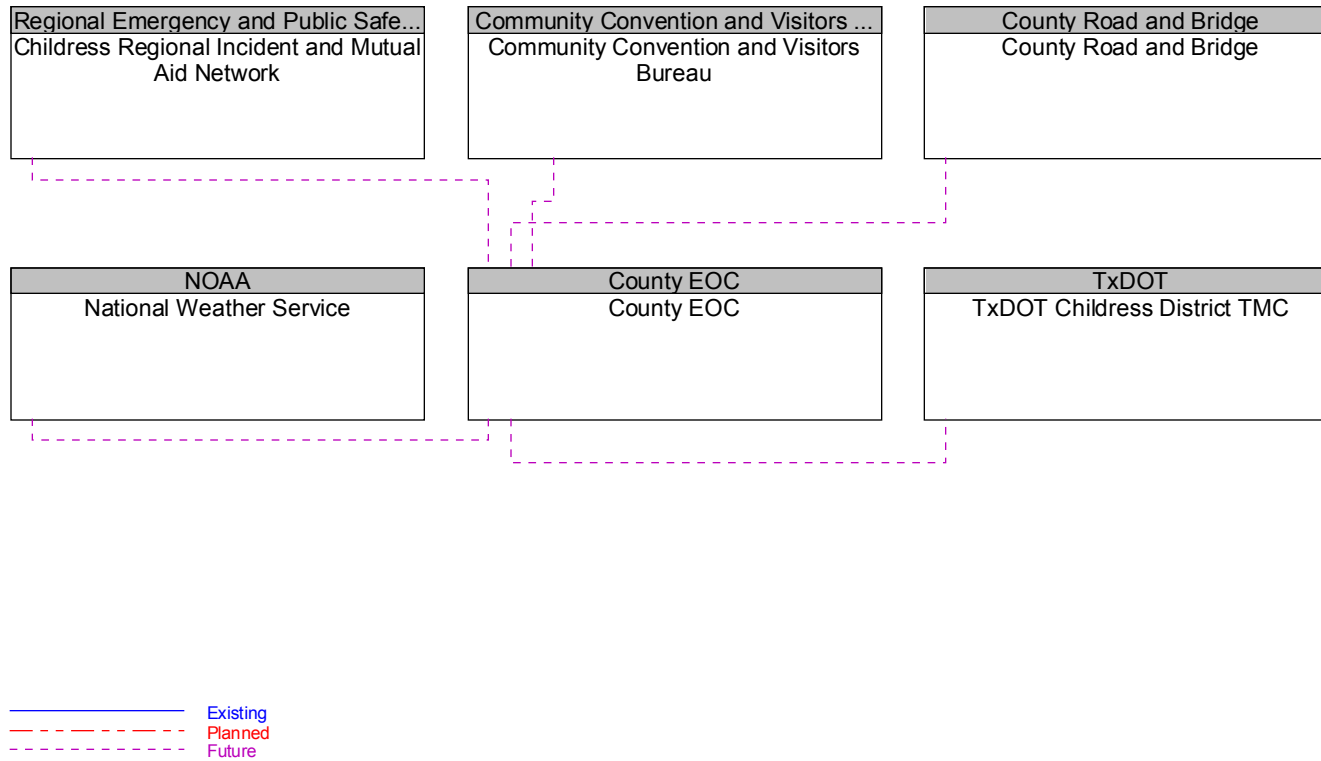 Regional Emergency and Public Safe...
Childress Regional Incident and Mutual
Aid Network
Community Convention and Visitors ...
Community Convention and Visitors
Bureau
County Road and Bridge
County Road and Bridge
NOAA
National Weather Service
County EOC
County EOC
TxDOT
TxDOT Childress District TMC
Existing
Planned
Future